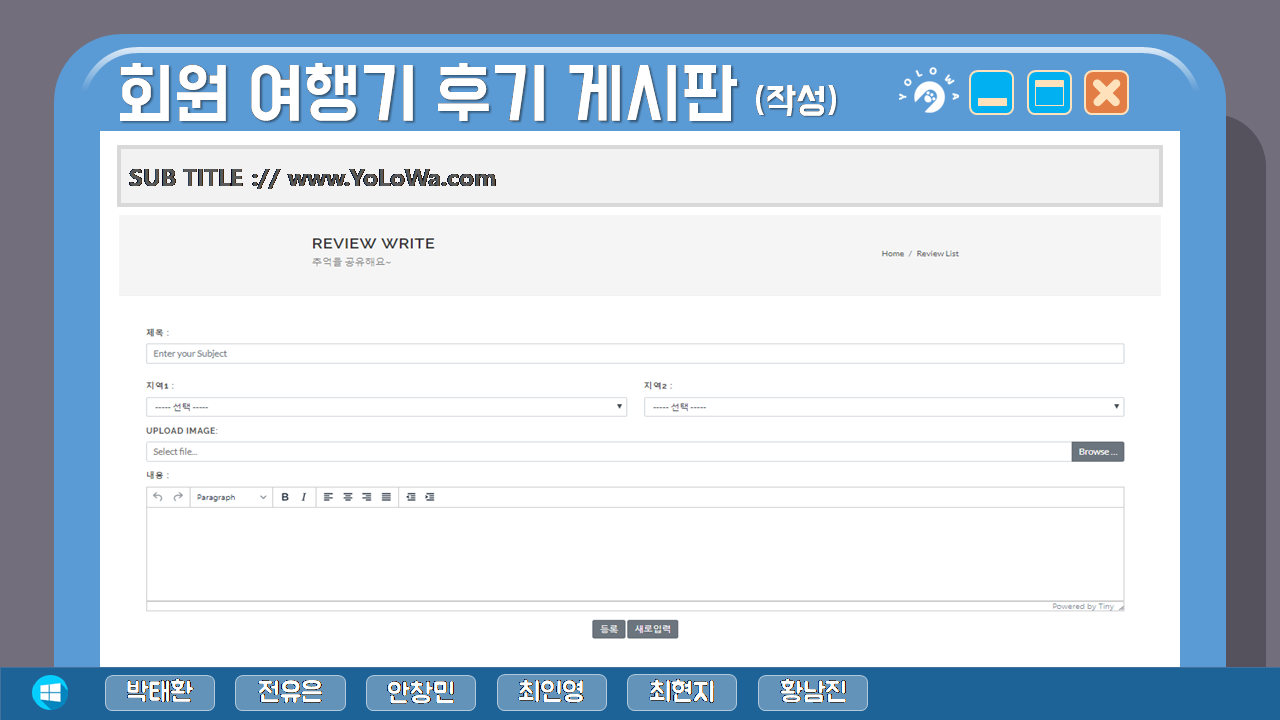 회원 여행기 후기 게시판 (작성)
YOLOWA
SUB TITLE :// www.YoLoWa.com
REVIEW WRITE
추억을 공유해요~
Home / Review List
제목 :
Enter your Subject
지역1 :
지역2 :
----- 선택 -----
----- 선택 -----
UPLOAD IMAGE:
Select file...
Browse ...
내용 :
Paragraph
B I
Powered by Tiny
등록
새로입력
박태환
전유은
안창민
최인영
최현지
황남진